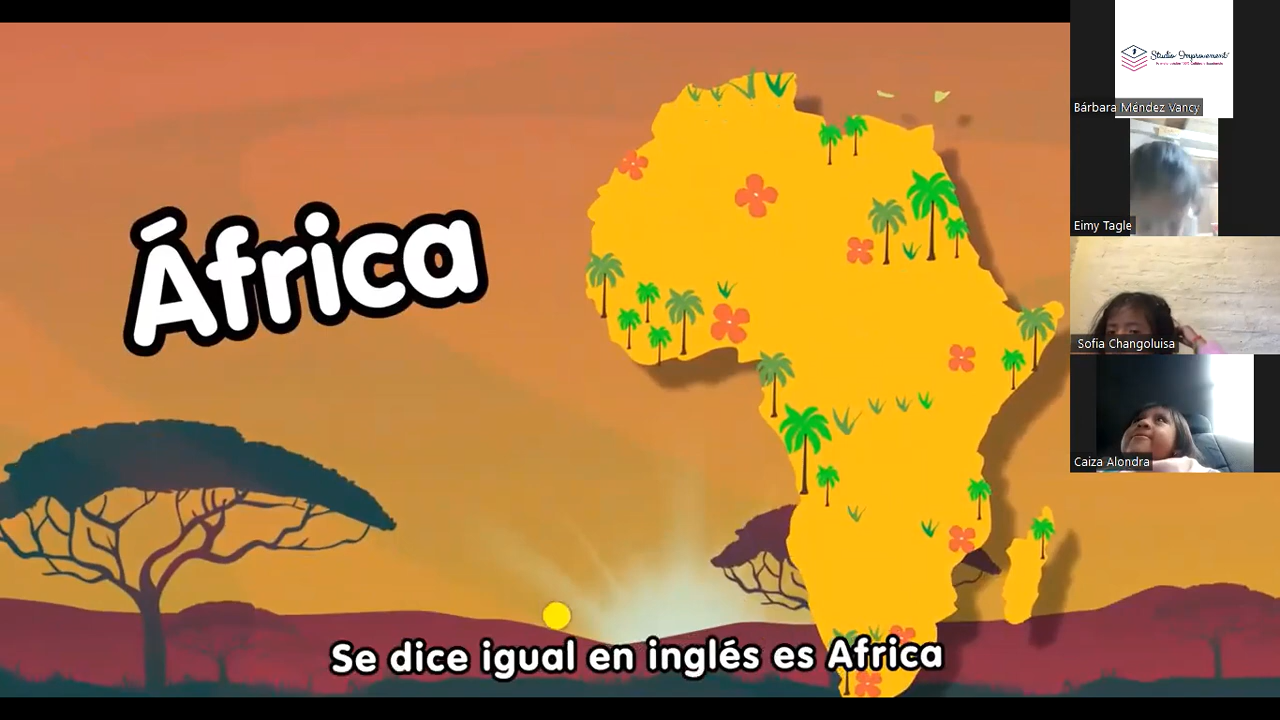 África
Se dice igual en inglés es Africa
Studio Improvement
Bárbara Méndez Vancy
Eimy Tagle
Sofia Changoluisa
Caiza Alondra